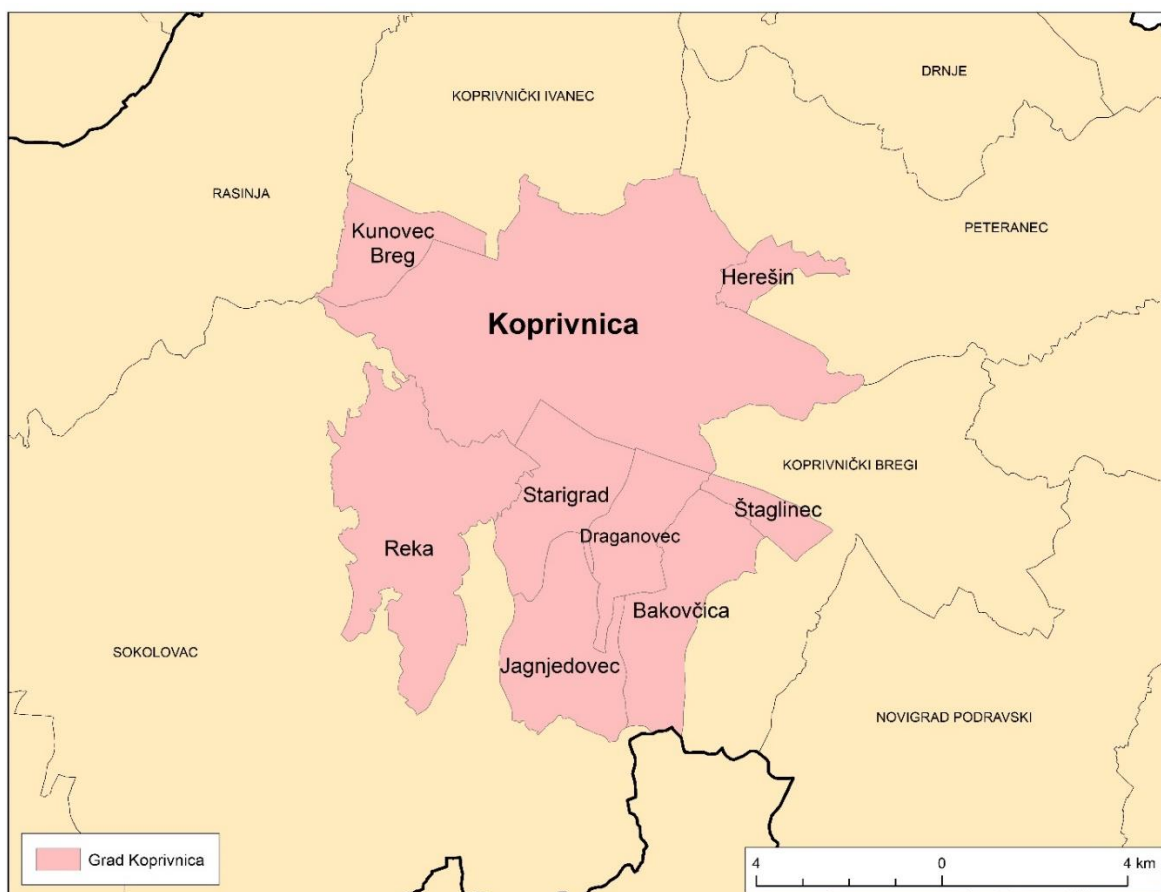 DRNJE
KOPRIVNIČKI IVANEC
RASINJA
PETERANEC
Kunovec
Breg
Herešin
Koprivnica
KOPRIVNIČKI BREGI
Starigrad
Štaglinec
Draganovec
Reka
Bakovčica
SOKOLOVAC
Jagnjedovec
NOVIGRAD PODRAVSKI
Grad Koprivnica
4 0 4 km